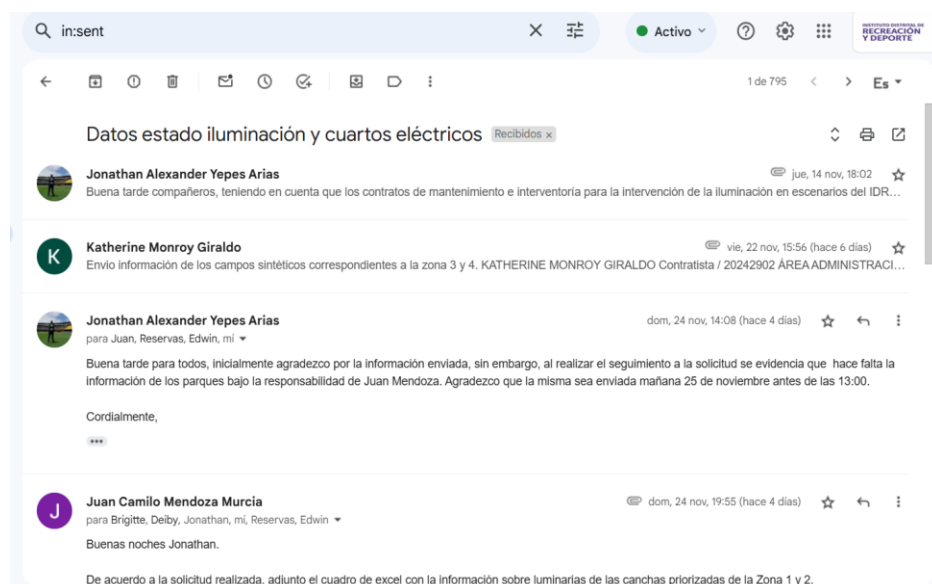 in:sent
Activo
INSTITUTO DISTRITAL DE
RECREACIÓN
Y DEPORTE
1 de 795
Es
Datos estado iluminación y cuartos eléctricos
Recibidos x
Jonathan Alexander Yepes Arias
jue, 14 nov, 18:02
Buena tarde compañeros, teniendo en cuenta que los contratos de mantenimiento e interventoría para la intervención de la iluminación en escenarios del IDR…
K
Katherine Monroy Giraldo
vie, 22 nov, 15:56 (hace 6 días)
Envio información de los campos sintéticos correspondientes a la zona 3 y 4. KATHERINE MONROY GIRALDO Contratista / 20242902 ÁREA ADMINISTRACI…
Jonathan Alexander Yepes Arias
dom, 24 nov, 14:08 (hace 4 días)
para Juan, Reservas, Edwin, mí
Buena tarde para todos, inicialmente agradezco por la información enviada, sin embargo, al realizar el seguimiento a la solicitud se evidencia que hace falta la
información de los parques bajo la responsabilidad de Juan Mendoza. Agradezco que la misma sea enviada mañana 25 de noviembre antes de las 13:00.
Cordialmente,
J
Juan Camilo Mendoza Murcia
dom, 24 nov, 19:55 (hace 4 días)
para Brigitte, Deiby, Jonathan, mí, Reservas, Edwin
Buenas noches Jonathan.
De acuerdo a la solicitud realizada, adjunto el cuadro de excel con la información sobre luminarias de las canchas priorizadas de la Zona 1 y 2.